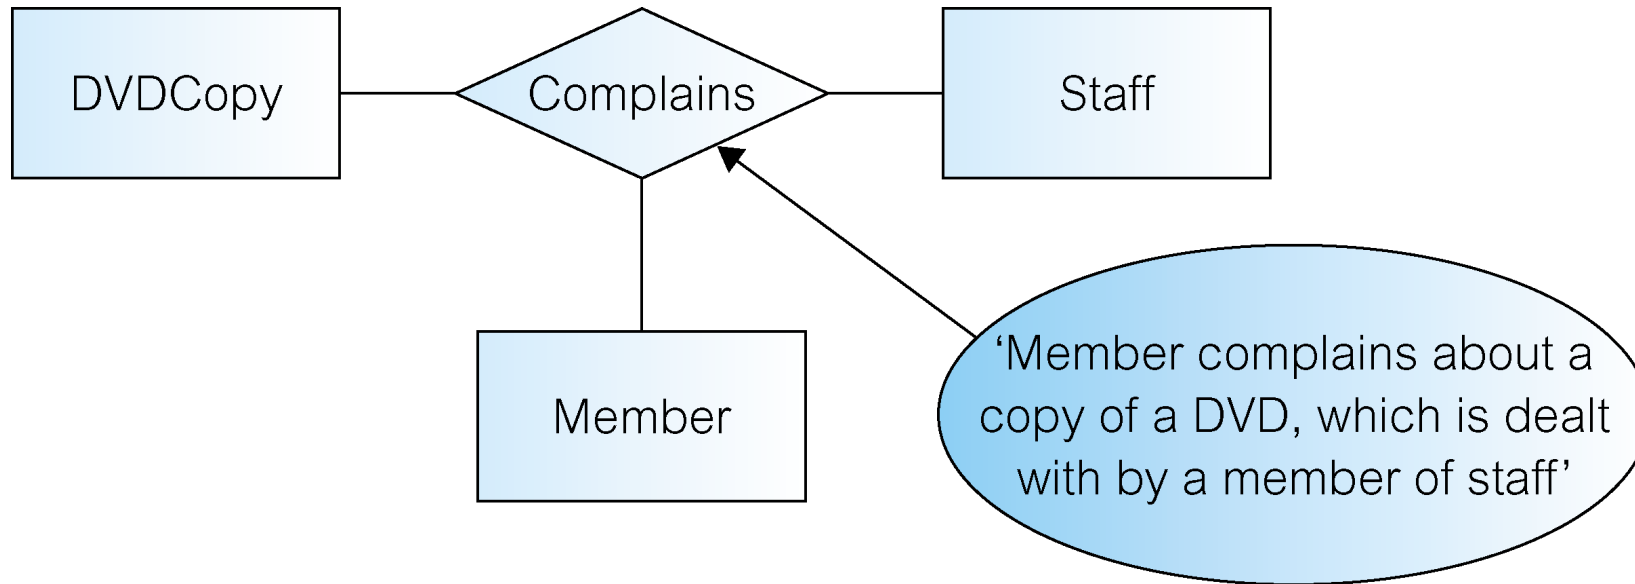 DVDCopy
Complains
Staff
Member
‘Member complains about a
copy of a DVD, which is dealt
with by a member of staff’